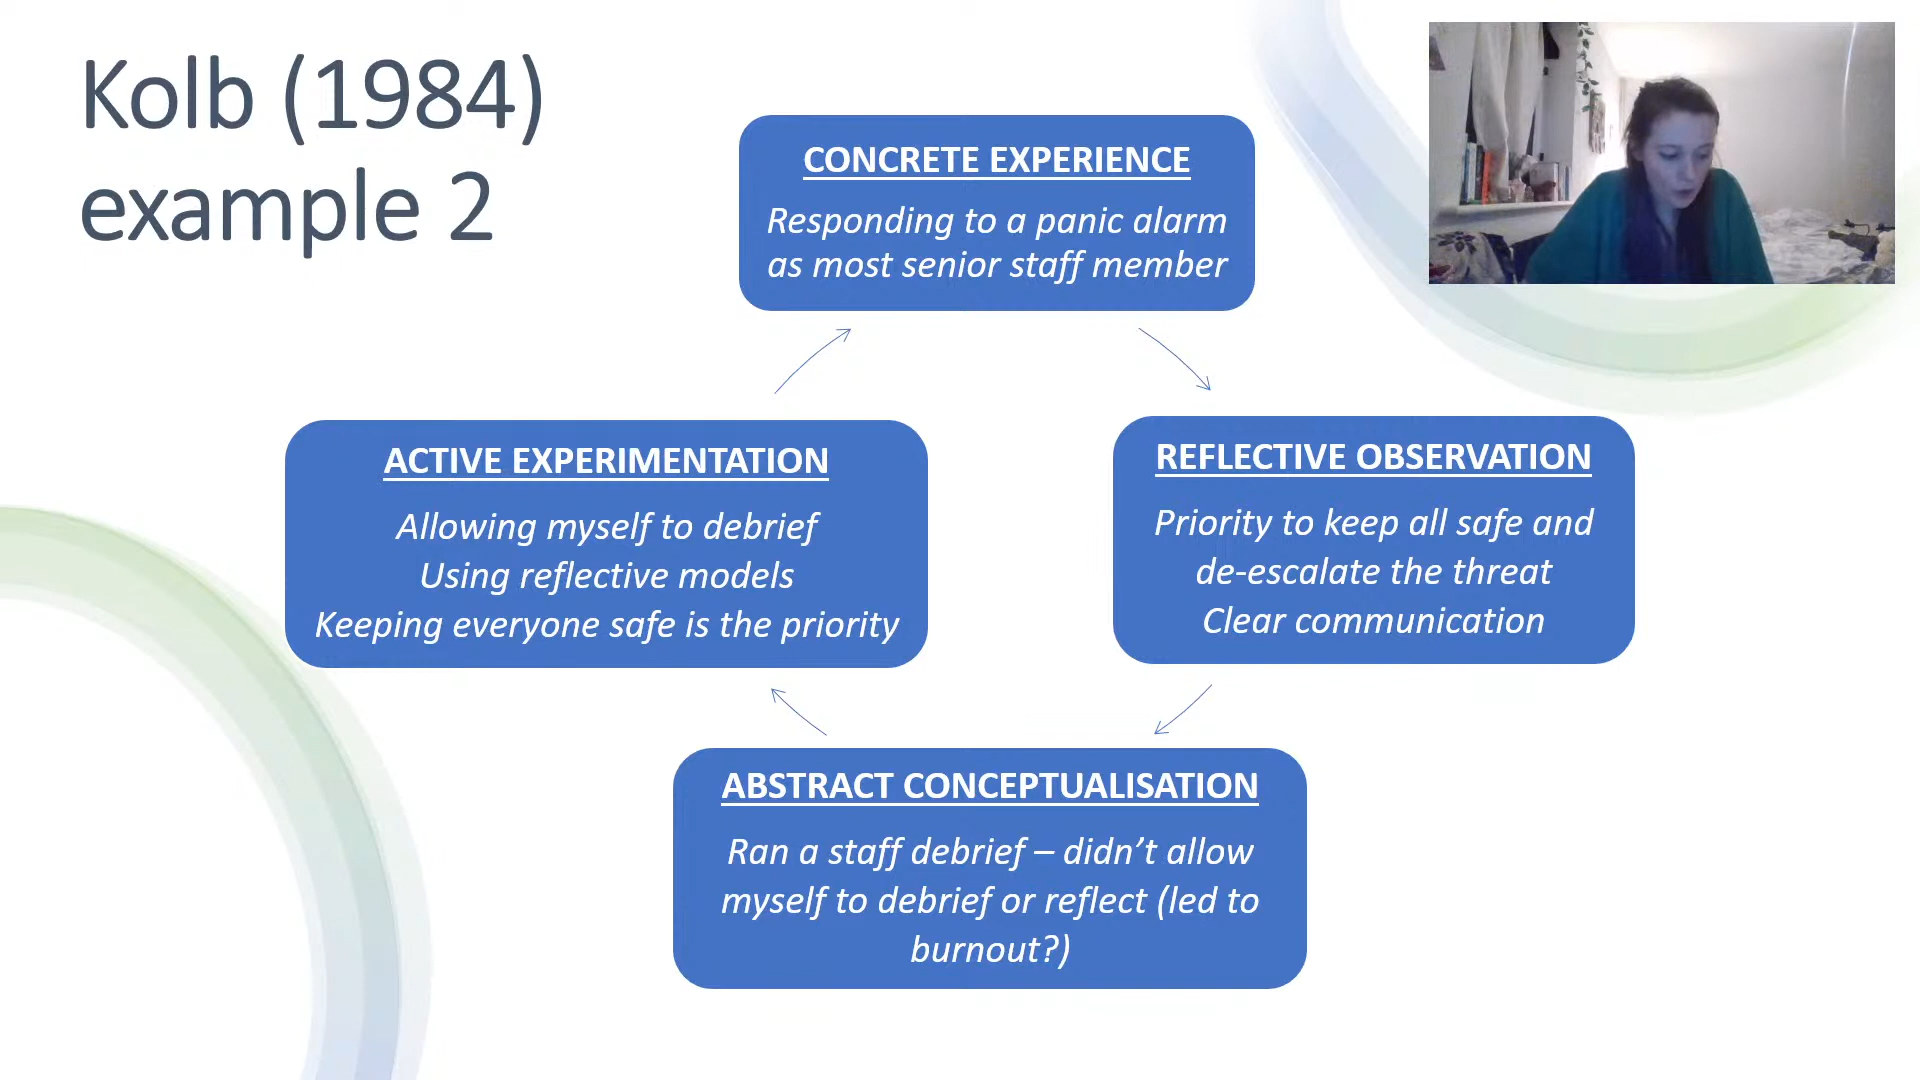 Kolb (1984)
example 2
CONCRETE EXPERIENCE
Responding to a panic alarm
as most senior staff member
REFLECTIVE OBSERVATION
Priority to keep all safe and
de-escalate the threat
Clear communication
ABSTRACT CONCEPTUALISATION
Ran a staff debrief – didn’t allow
myself to debrief or reflect (led to
burnout?)
ACTIVE EXPERIMENTATION
Allowing myself to debrief
Using reflective models
Keeping everyone safe is the priority